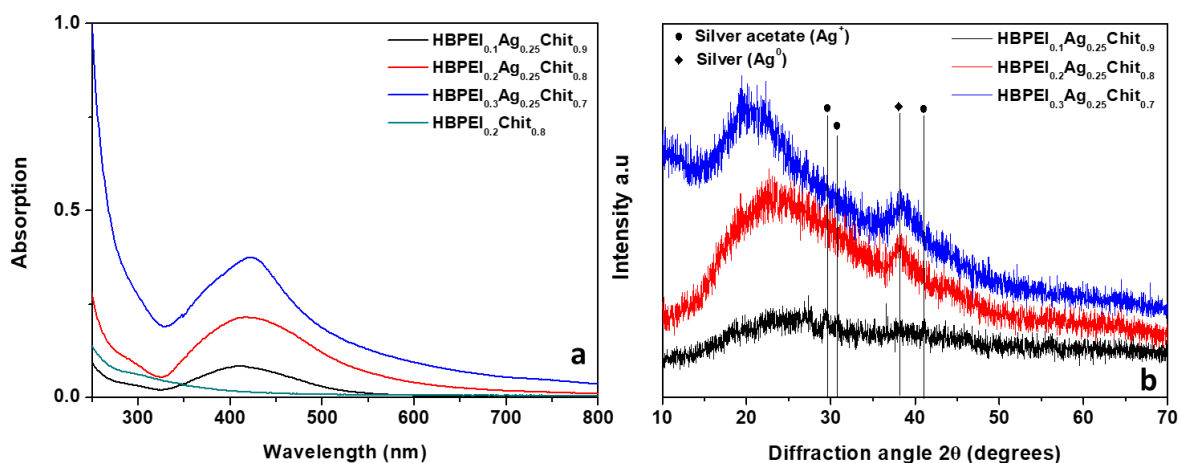 1.0
0.5
0.0
Absorption
HBPEI₀.₁Ag₀.₂₅Chit₀.₉
HBPEI₀.₂Ag₀.₂₅Chit₀.₈
HBPEI₀.₃Ag₀.₂₅Chit₀.₇
HBPEI₀.₂Chit₀.₈
a
300 400 500 600 700 800
Wavelength (nm)
Intensity a.u
Silver acetate (Ag⁺)
Silver (Ag⁰)
HBPEI₀.₁Ag₀.₂₅Chit₀.₉
HBPEI₀.₂Ag₀.₂₅Chit₀.₈
HBPEI₀.₃Ag₀.₂₅Chit₀.₇
b
10 20 30 40 50 60 70
Diffraction angle 2θ (degrees)